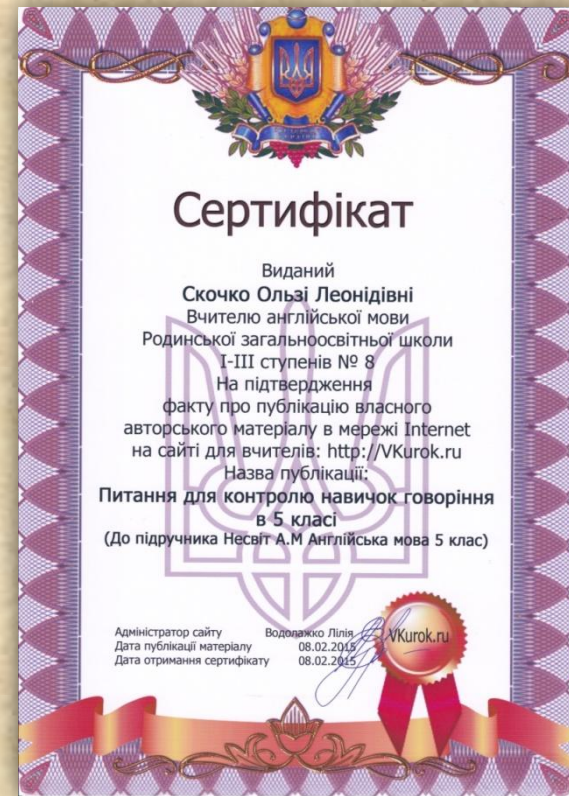 Сертифікат
Виданий
Скочко Ользі Леонідівні
Вчителю англійської мови
Родинської загальноосвітньої школи
І-ІІІ ступенів № 8
На підтвердження
факту про публікацію власного
авторського матеріалу в мережі Internet
на сайті для вчителів: http://VKurok.ru
Назва публікації:
Питання для контролю навичок говоріння
в 5 класі
(До підручника Несвіт А.М Англійська мова 5 клас)
Адміністратор сайту Водолажко Лілія
Дата публікації матеріалу 08.02.2015
Дата отримання сертифікату 08.02.2015
VKurok.ru